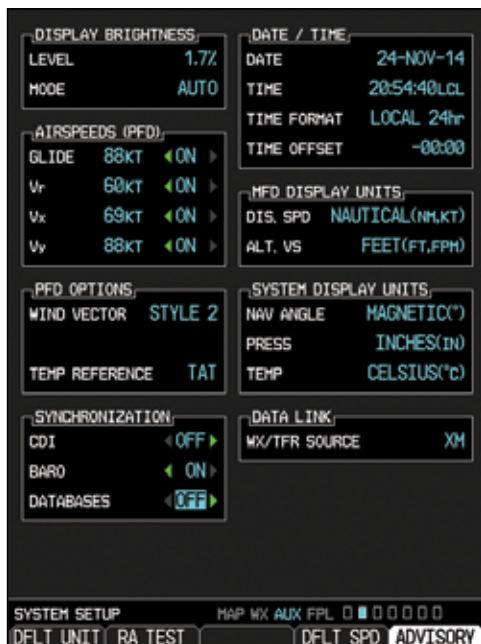 DISPLAY BRIGHTNESS
LEVEL 1.7%
MODE AUTO
AIRSPEEDS (PFD)
GLIDE 88KT ON
Vr 60KT ON
Vx 69KT ON
Vy 88KT ON
PFD OPTIONS
WIND VECTOR STYLE 2
TEMP REFERENCE TAT
SYNCHRONIZATION
CDI OFF
BARO ON
DATABASES OFF
DATE / TIME
DATE 24-NOV-14
TIME 20:54:40LCL
TIME FORMAT LOCAL 24hr
TIME OFFSET -00:00
MFD DISPLAY UNITS
DIS, SPD NAUTICAL(NM,KT)
ALT, VS FEET(FT,FPM)
SYSTEM DISPLAY UNITS
NAV ANGLE MAGNETIC(°)
PRESS INCHES(IN)
TEMP CELSIUS(°C)
DATA LINK
WX/TFR SOURCE XM
SYSTEM SETUP MAP WX AUX FPL
DFLT UNIT RA TEST DFLT SPD ADVISORY